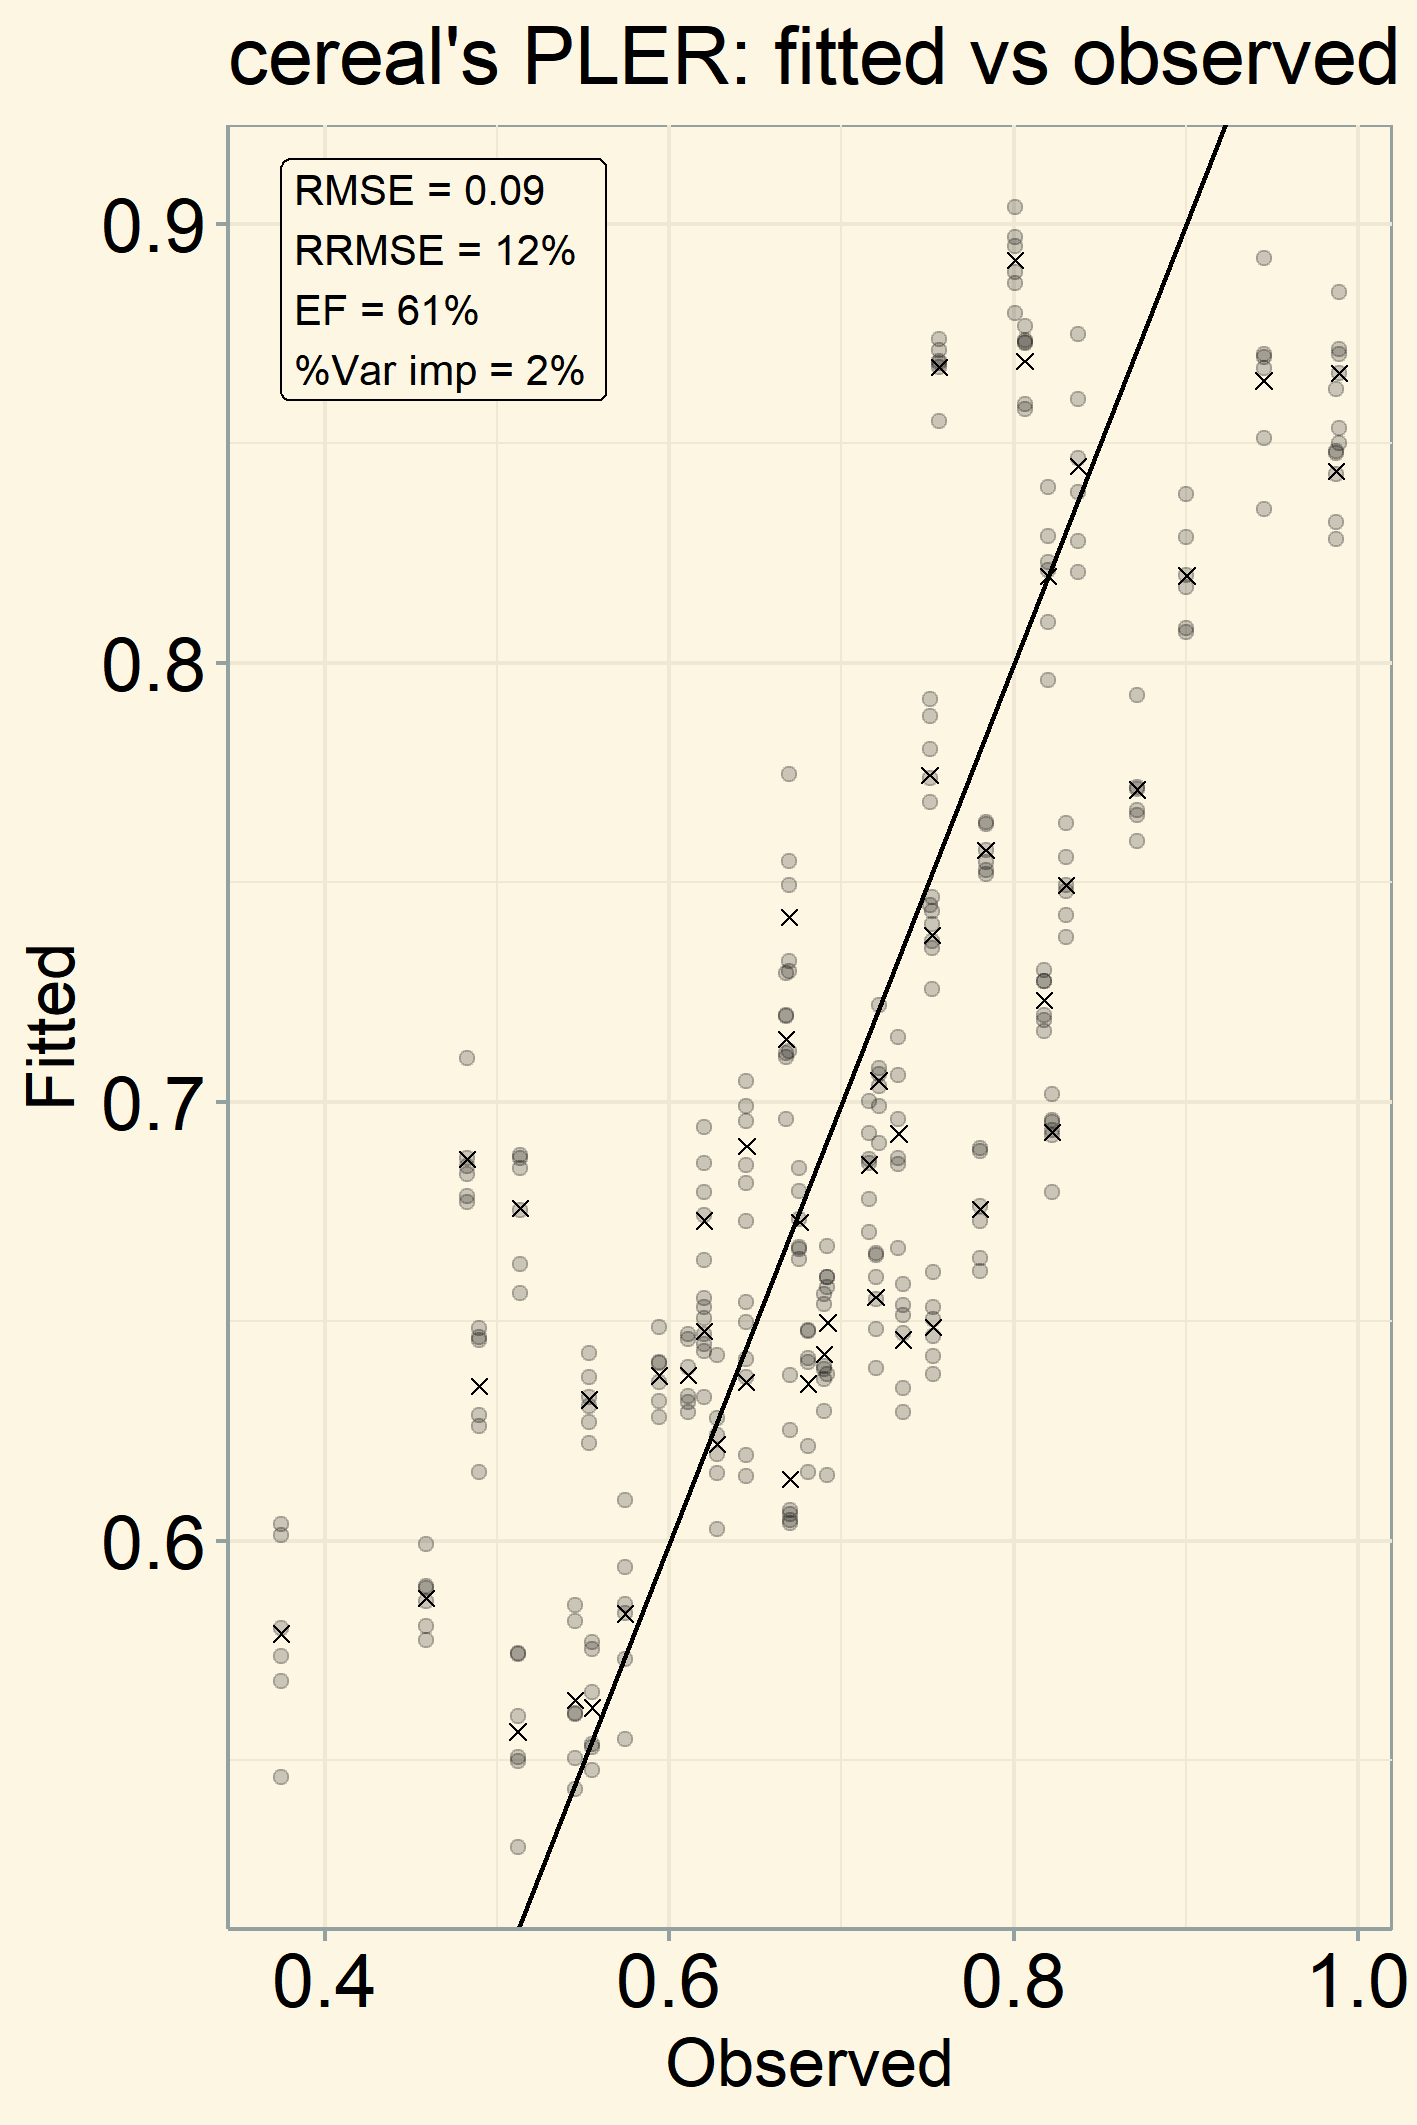 cereal's PLER: fitted vs observed
RMSE = 0.09
RRMSE = 12%
EF = 61%
%Var imp = 2%
0.9
0.8
0.7
0.6
Fitted
0.4 0.6 0.8 1.0
Observed